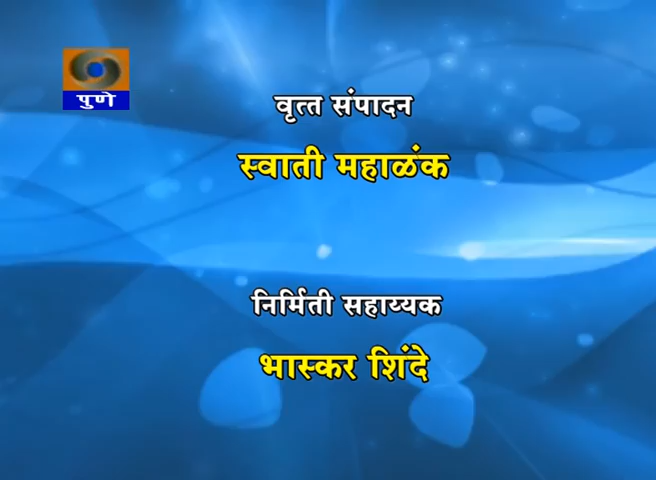 पुणे
वृत्त संपादन
स्वाती महाळंक
निर्मिती सहाय्यक
भास्कर शिंदे